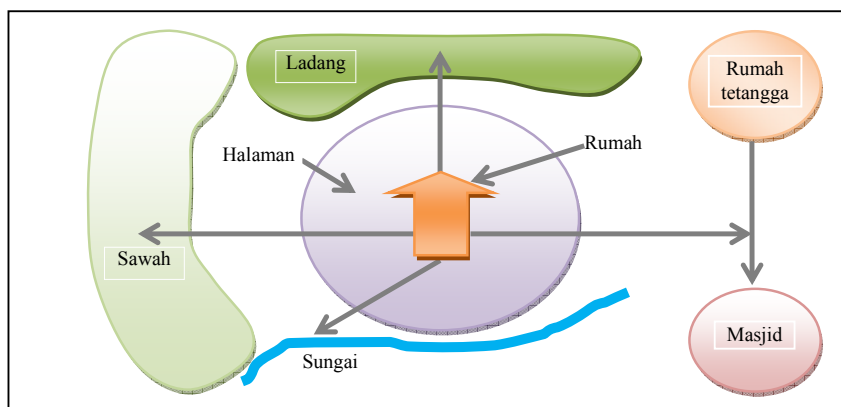 Ladang
Rumah
tetangga
Halaman
Rumah
Sawah
Masjid
Sungai